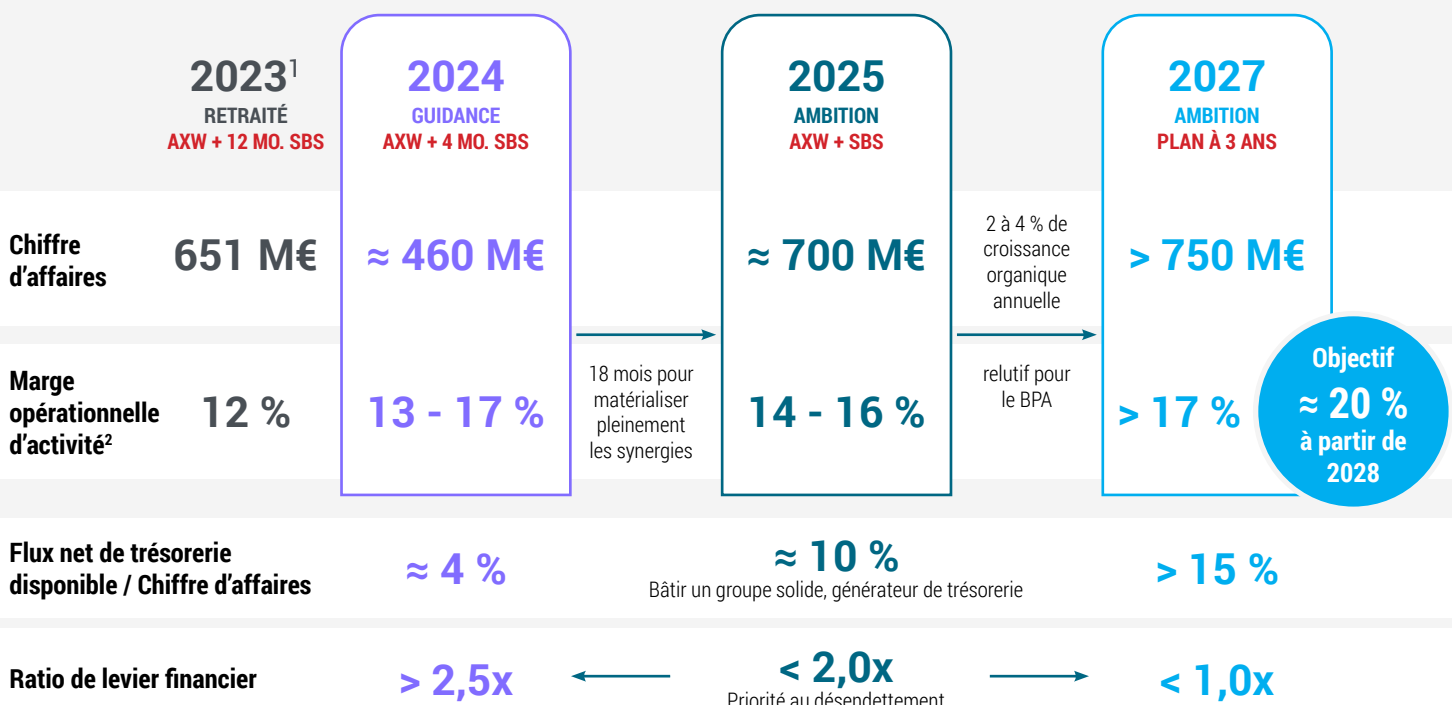 2023¹
RETRAITÉ
AXW + 12 MO. SBS
2024
GUIDANCE
AXW + 4 MO. SBS
2025
AMBITION
AXW + SBS
2027
AMBITION
PLAN À 3 ANS
Chiffre
d'affaires
651 M€
≈ 460 M€
≈ 700 M€
2 à 4 % de
croissance
organique
annuelle
> 750 M€
Marge
opérationnelle
d'activité²
12 %
13 - 17 %
18 mois pour
matérialiser
pleinement
les synergies
14 - 16 %
relutif pour
le BPA
> 17 %
Objectif
≈ 20 %
à partir de
2028
Flux net de trésorerie
disponible / Chiffre d'affaires
≈ 4 %
≈ 10 %
Bâtir un groupe solide, générateur de trésorerie
> 15 %
Ratio de levier financier
> 2,5x
< 2,0x
Priorité au désendettement
< 1,0x